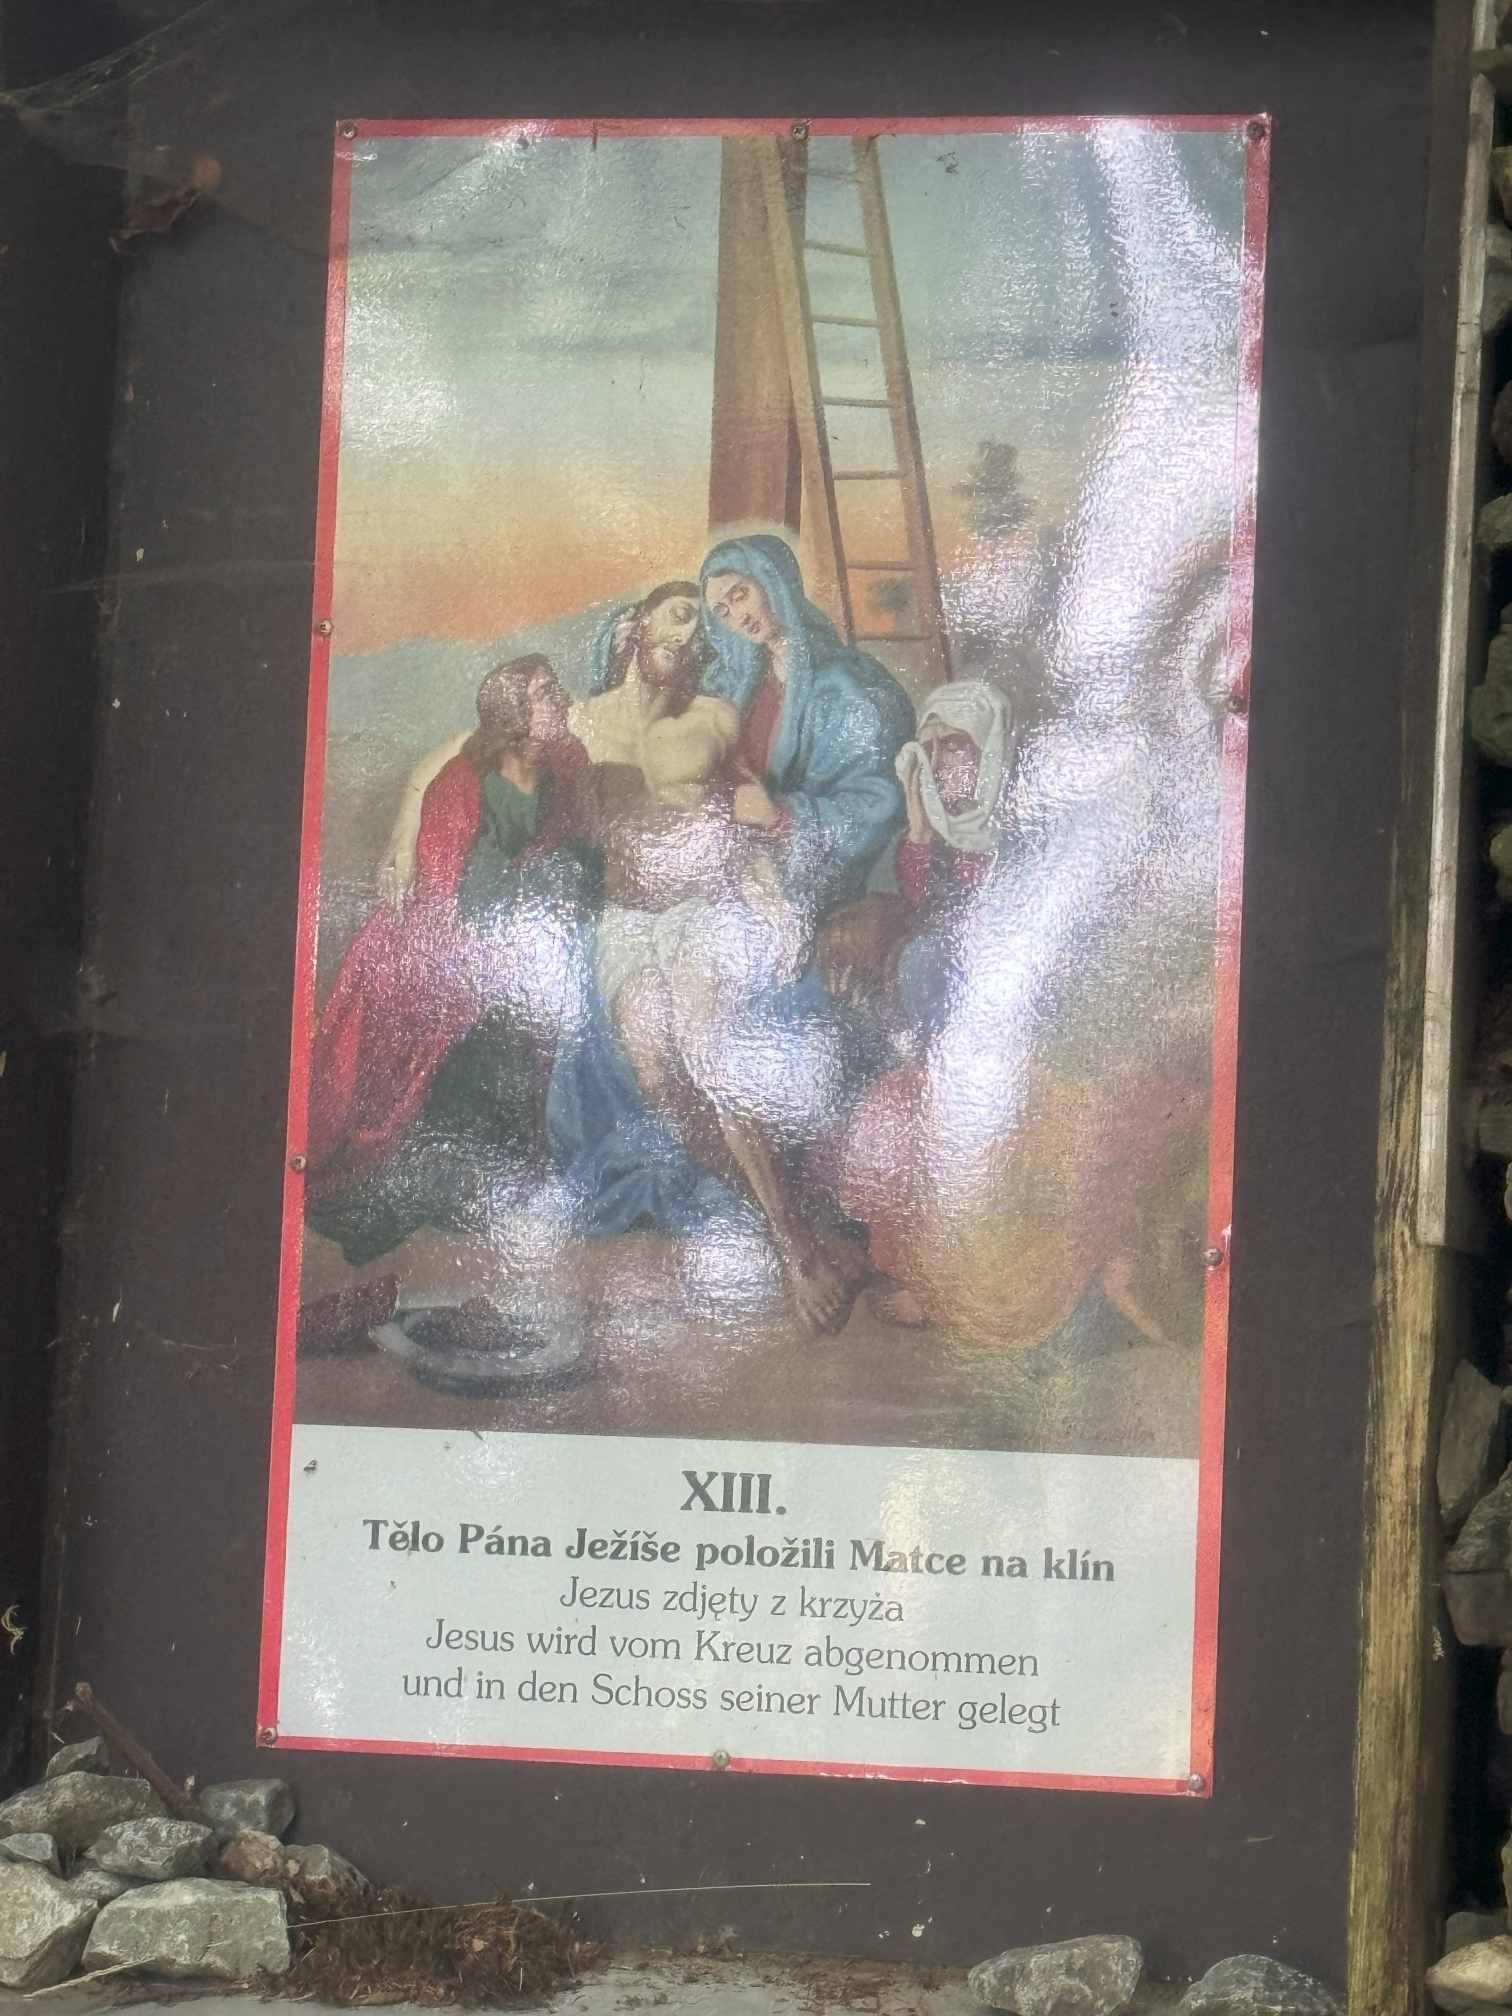 XIII.
Tělo Pána Ježíše položili Matce na klín
Jezus zdjęty z krzyża
Jesus wird vom Kreuz abgenommen
und in den Schoss seiner Mutter gelegt